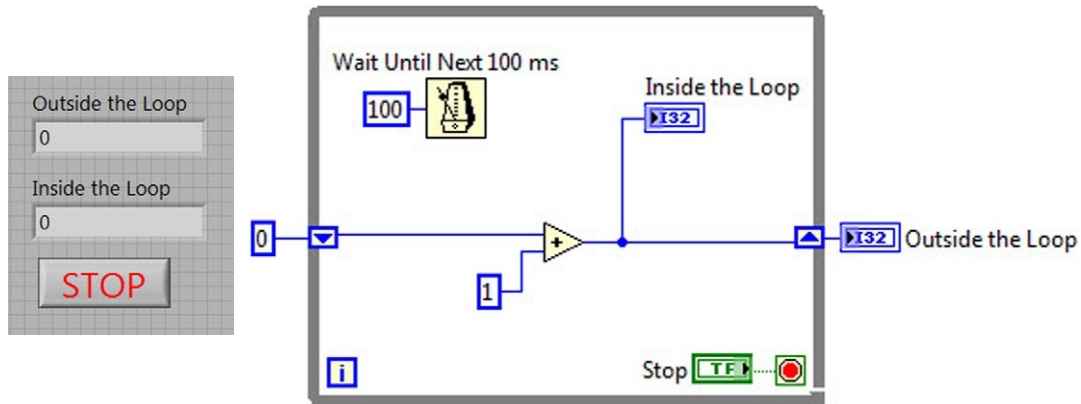 Outside the Loop
0
Inside the Loop
0
STOP
Wait Until Next 100 ms
100
Inside the Loop
I32
0
1
I32 Outside the Loop
i
Stop TF